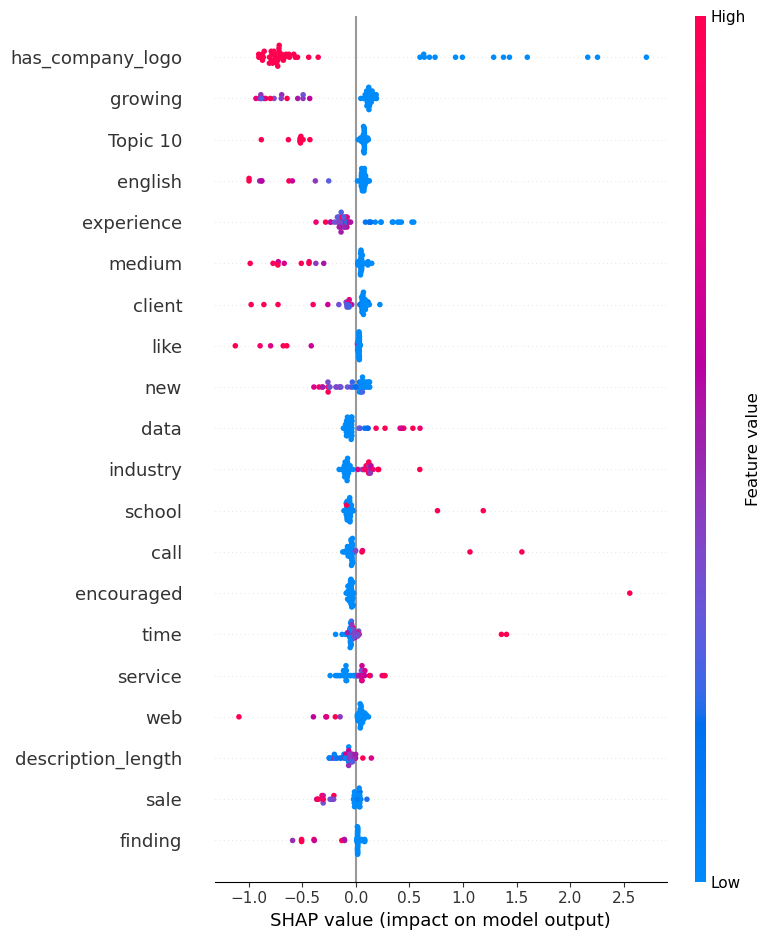 High
has_company_logo
growing
Topic 10
english
experience
medium
client
like
new
data
industry
school
call
encouraged
time
service
web
description_length
sale
finding
Feature value
Low
−1.0 −0.5 0.0 0.5 1.0 1.5 2.0 2.5
SHAP value (impact on model output)